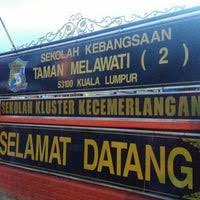 SEKOLAH KEBANGSAAN
TAMAN MELAWATI ( 2 )
53100 KUALA LUMPUR
SEKOLAH KLUSTER KECEMERLANGAN
SELAMAT DATANG